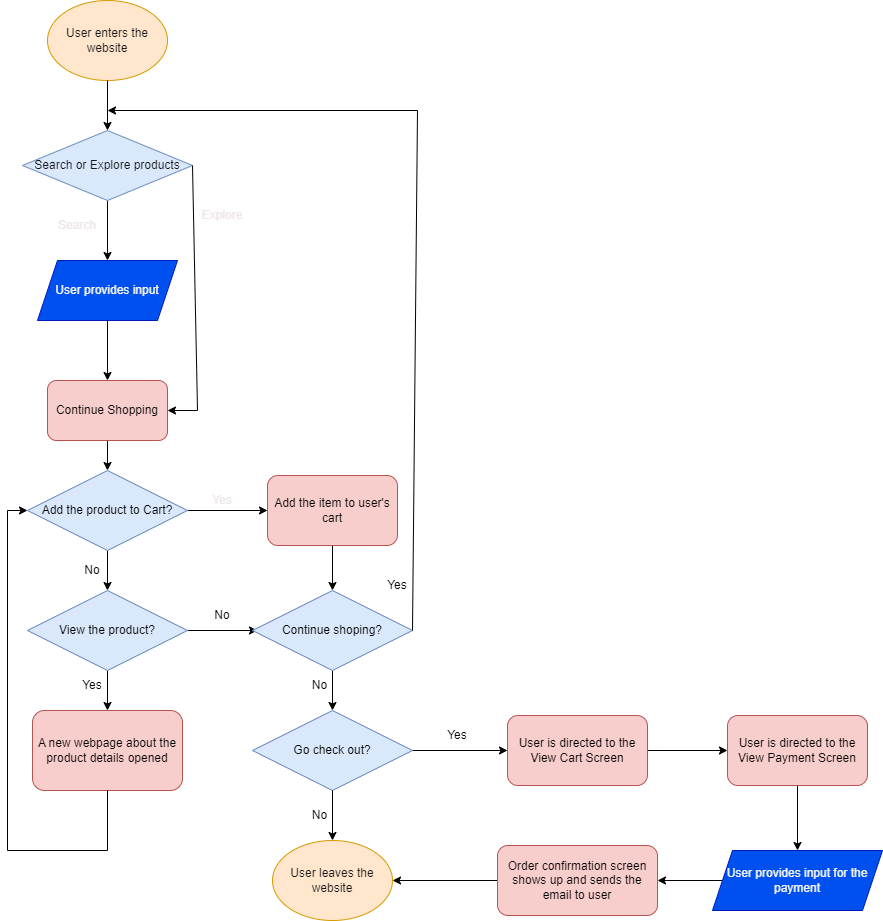 User enters the
website
Search or Explore products
Explore
Search
User provides input
Continue Shopping
Add the product to Cart?
Yes
Add the item to user's
cart
No
Yes
View the product?
No
Continue shoping?
Yes
No
A new webpage about the
product details opened
Go check out?
Yes
User is directed to the
View Cart Screen
User is directed to the
View Payment Screen
No
User leaves the
website
Order confirmation screen
shows up and sends the
email to user
User provides input for the
payment